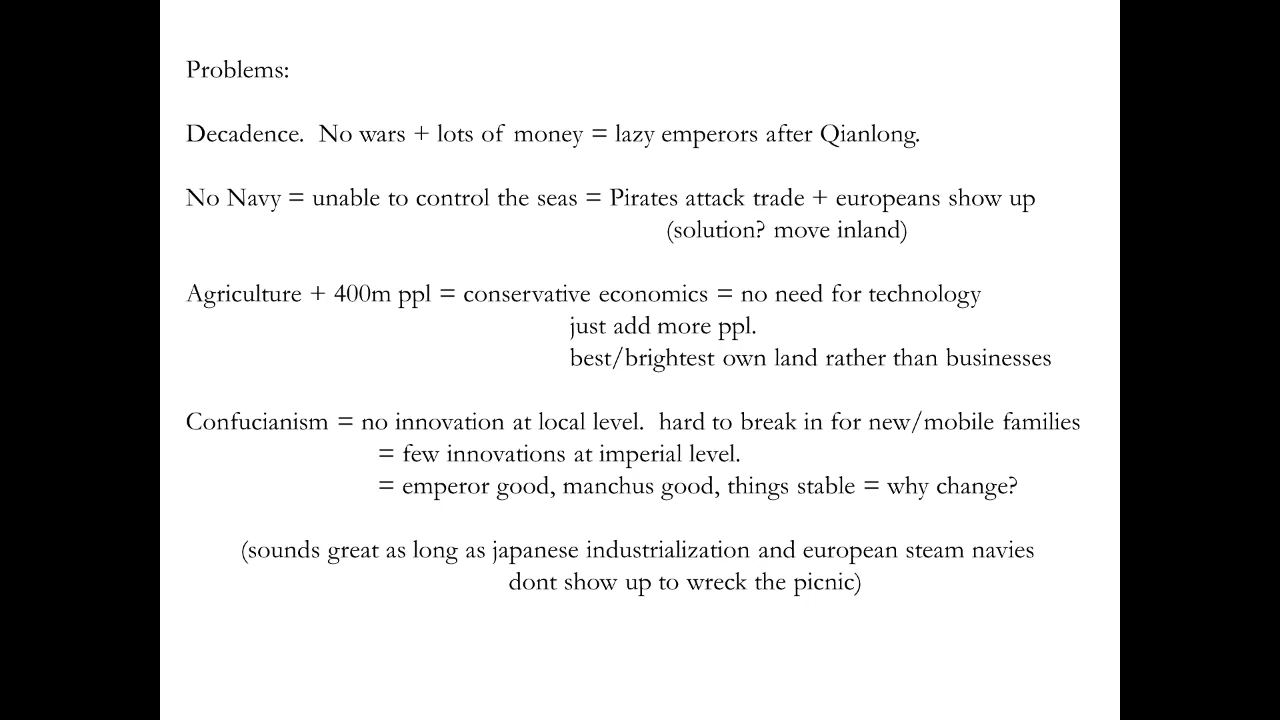 Problems:
Decadence.  No wars + lots of money = lazy emperors after Qianlong.
No Navy = unable to control the seas = Pirates attack trade + europeans show up
(solution? move inland)
Agriculture + 400m ppl = conservative economics = no need for technology
just add more ppl.
best/brightest own land rather than businesses
Confucianism = no innovation at local level.  hard to break in for new/mobile families
= few innovations at imperial level.
= emperor good, manchus good, things stable = why change?
(sounds great as long as japanese industrialization and european steam navies
dont show up to wreck the picnic)